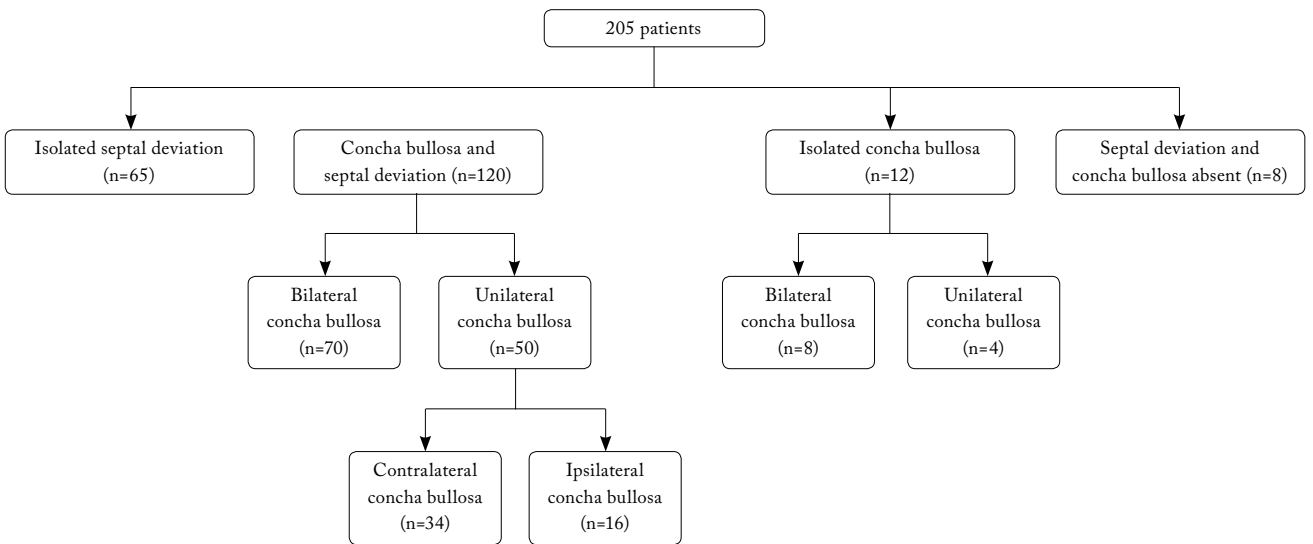 205 patients
Isolated septal deviation
(n=65)
Concha bullosa and
septal deviation (n=120)
Isolated concha bullosa
(n=12)
Septal deviation and
concha bullosa absent (n=8)
Bilateral
concha bullosa
(n=70)
Unilateral
concha bullosa
(n=50)
Bilateral
concha bullosa
(n=8)
Unilateral
concha bullosa
(n=4)
Contralateral
concha bullosa
(n=34)
Ipsilateral
concha bullosa
(n=16)